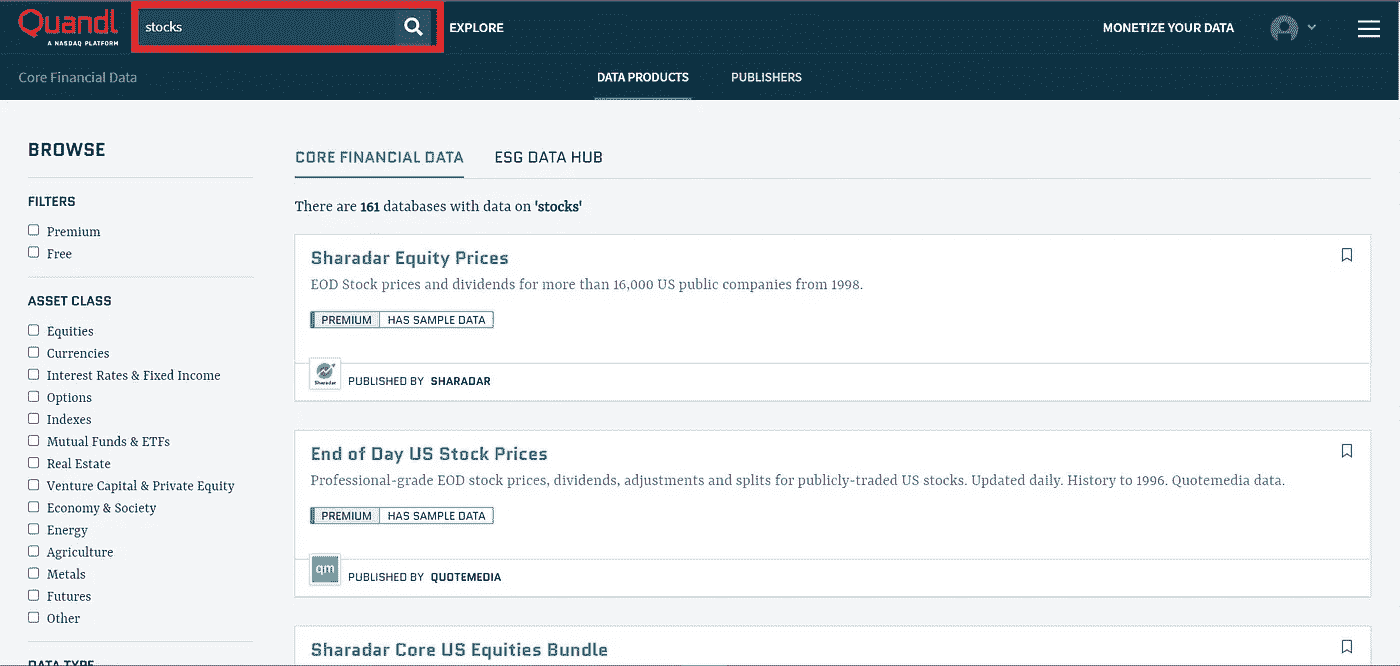 Quandl
A NASDAQ PLATFORM
stocks
EXPLORE
MONETIZE YOUR DATA
Core Financial Data
DATA PRODUCTS
PUBLISHERS
BROWSE
FILTERS
Premium
Free
ASSET CLASS
Equities
Currencies
Interest Rates & Fixed Income
Options
Indexes
Mutual Funds & ETFs
Real Estate
Venture Capital & Private Equity
Economy & Society
Energy
Agriculture
Metals
Futures
Other
DATA TYPE
CORE FINANCIAL DATA
ESG DATA HUB
There are 161 databases with data on 'stocks'
Sharadar Equity Prices
EOD Stock prices and dividends for more than 16,000 US public companies from 1998.
PREMIUM HAS SAMPLE DATA
Sharadar
PUBLISHED BY SHARADAR
End of Day US Stock Prices
Professional-grade EOD stock prices, dividends, adjustments and splits for publicly-traded US stocks. Updated daily. History to 1996. Quotemedia data.
PREMIUM HAS SAMPLE DATA
qm
PUBLISHED BY QUOTEMEDIA
Sharadar Core US Equities Bundle